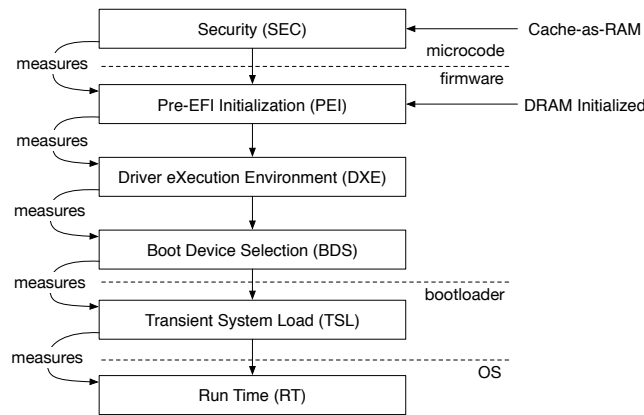 Security (SEC)
Cache-as-RAM
microcode
measures
firmware
Pre-EFI Initialization (PEI)
DRAM Initialized
measures
Driver eXecution Environment (DXE)
measures
Boot Device Selection (BDS)
measures
bootloader
Transient System Load (TSL)
measures
OS
Run Time (RT)